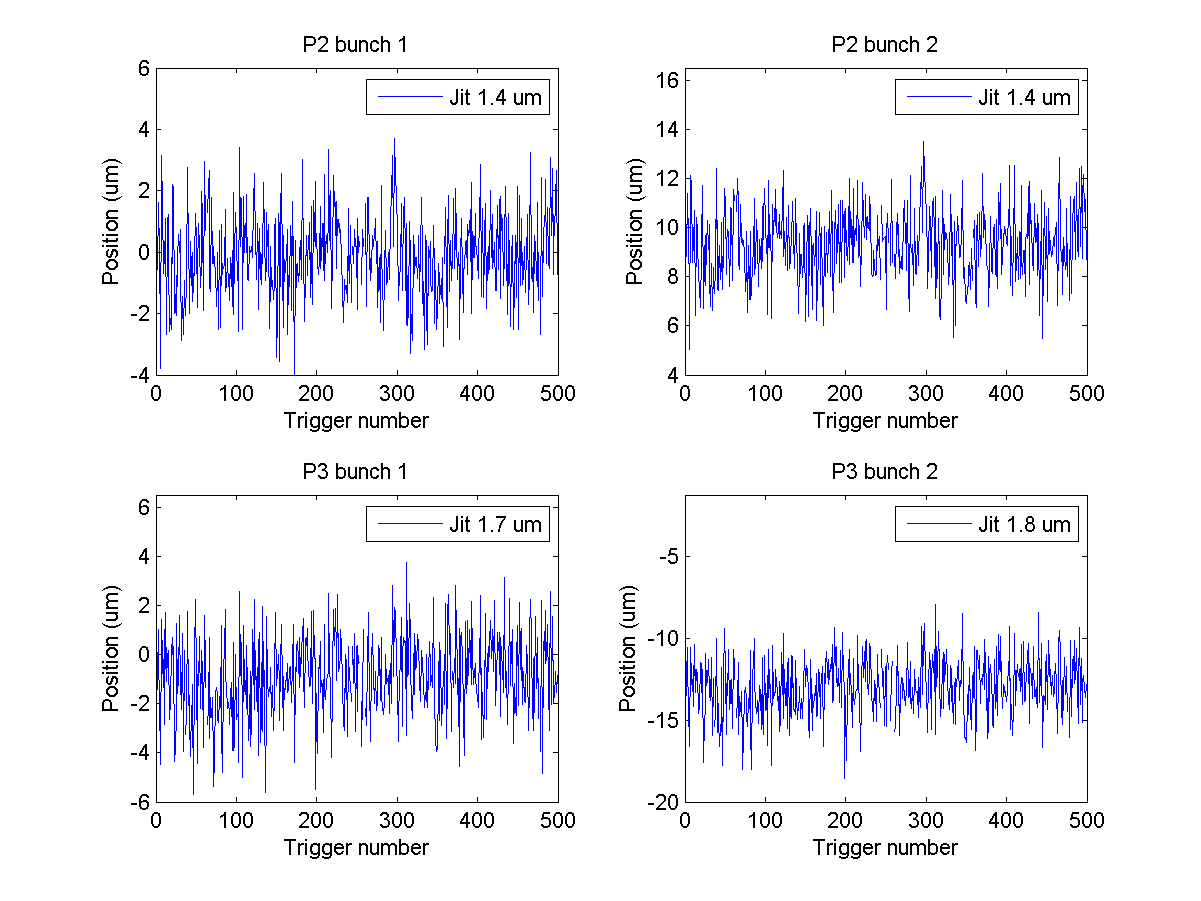 P2 bunch 1
Jit 1.4 um
Position (um)
6
4
2
0
-2
-4
0 100 200 300 400 500
Trigger number
P2 bunch 2
Jit 1.4 um
Position (um)
16
14
12
10
8
6
4
0 100 200 300 400 500
Trigger number
P3 bunch 1
Jit 1.7 um
Position (um)
6
4
2
0
-2
-4
-6
0 100 200 300 400 500
Trigger number
P3 bunch 2
Jit 1.8 um
Position (um)
-5
-10
-15
-20
0 100 200 300 400 500
Trigger number